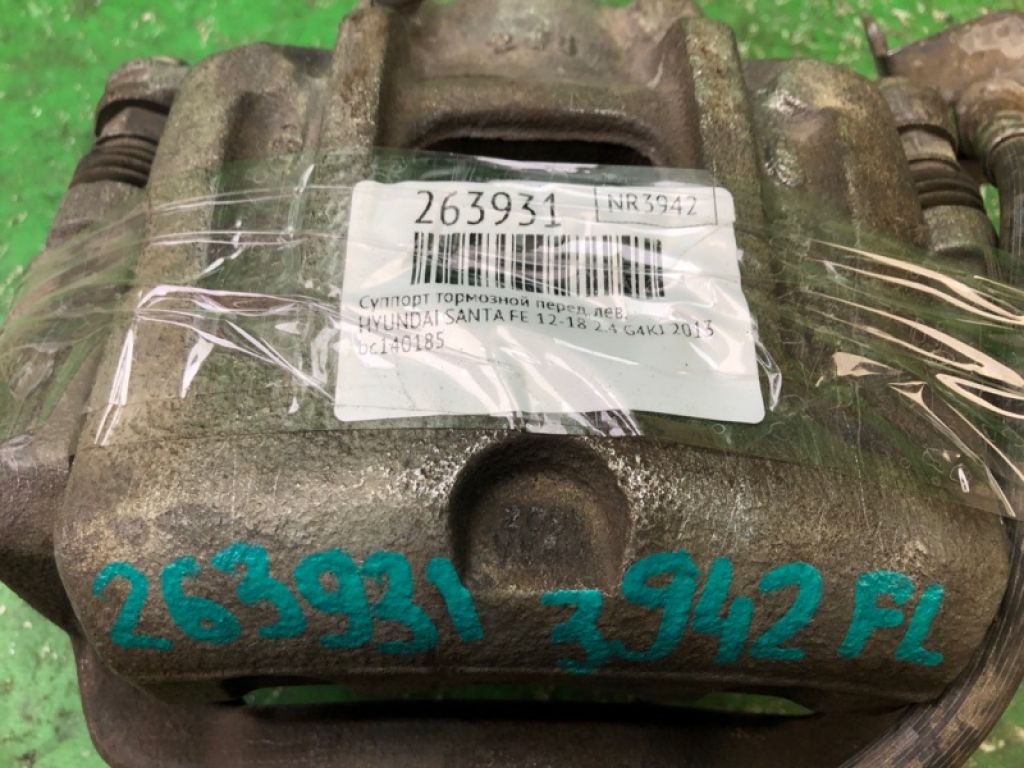 263931 NR3942
Суппорт тормозной перед. лев.
HYUNDAI SANTA FE 12-18 2.4 G4KJ 2013
bc140185
263931 3942 FL